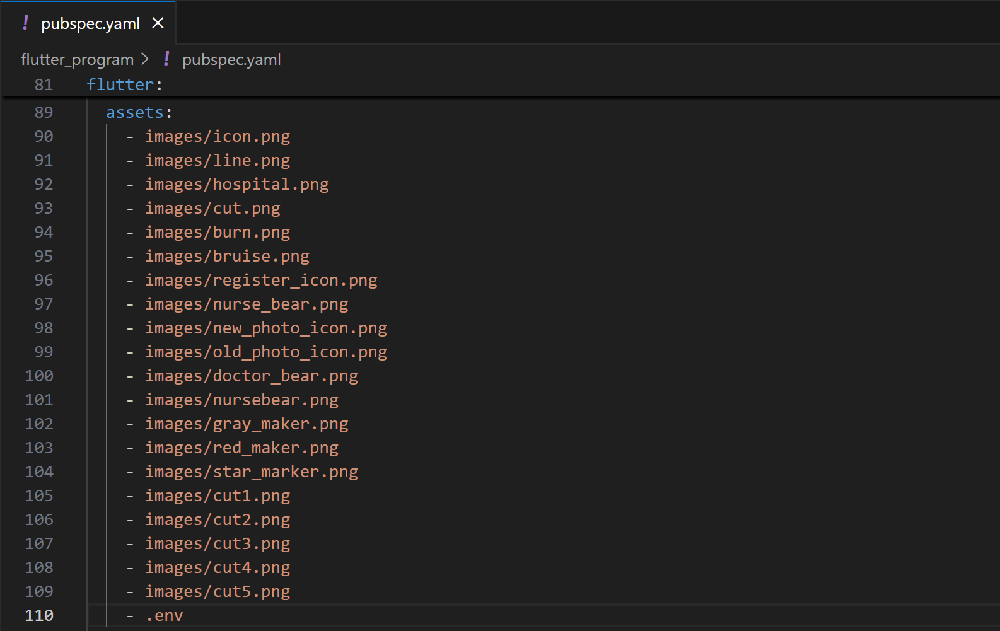 ! pubspec.yaml ×
flutter_program > ! pubspec.yaml
81 flutter:
89 assets:
90 - images/icon.png
91 - images/line.png
92 - images/hospital.png
93 - images/cut.png
94 - images/burn.png
95 - images/bruise.png
96 - images/register_icon.png
97 - images/nurse_bear.png
98 - images/new_photo_icon.png
99 - images/old_photo_icon.png
100 - images/doctor_bear.png
101 - images/nursebear.png
102 - images/gray_maker.png
103 - images/red_maker.png
104 - images/star_marker.png
105 - images/cut1.png
106 - images/cut2.png
107 - images/cut3.png
108 - images/cut4.png
109 - images/cut5.png
110 - .env